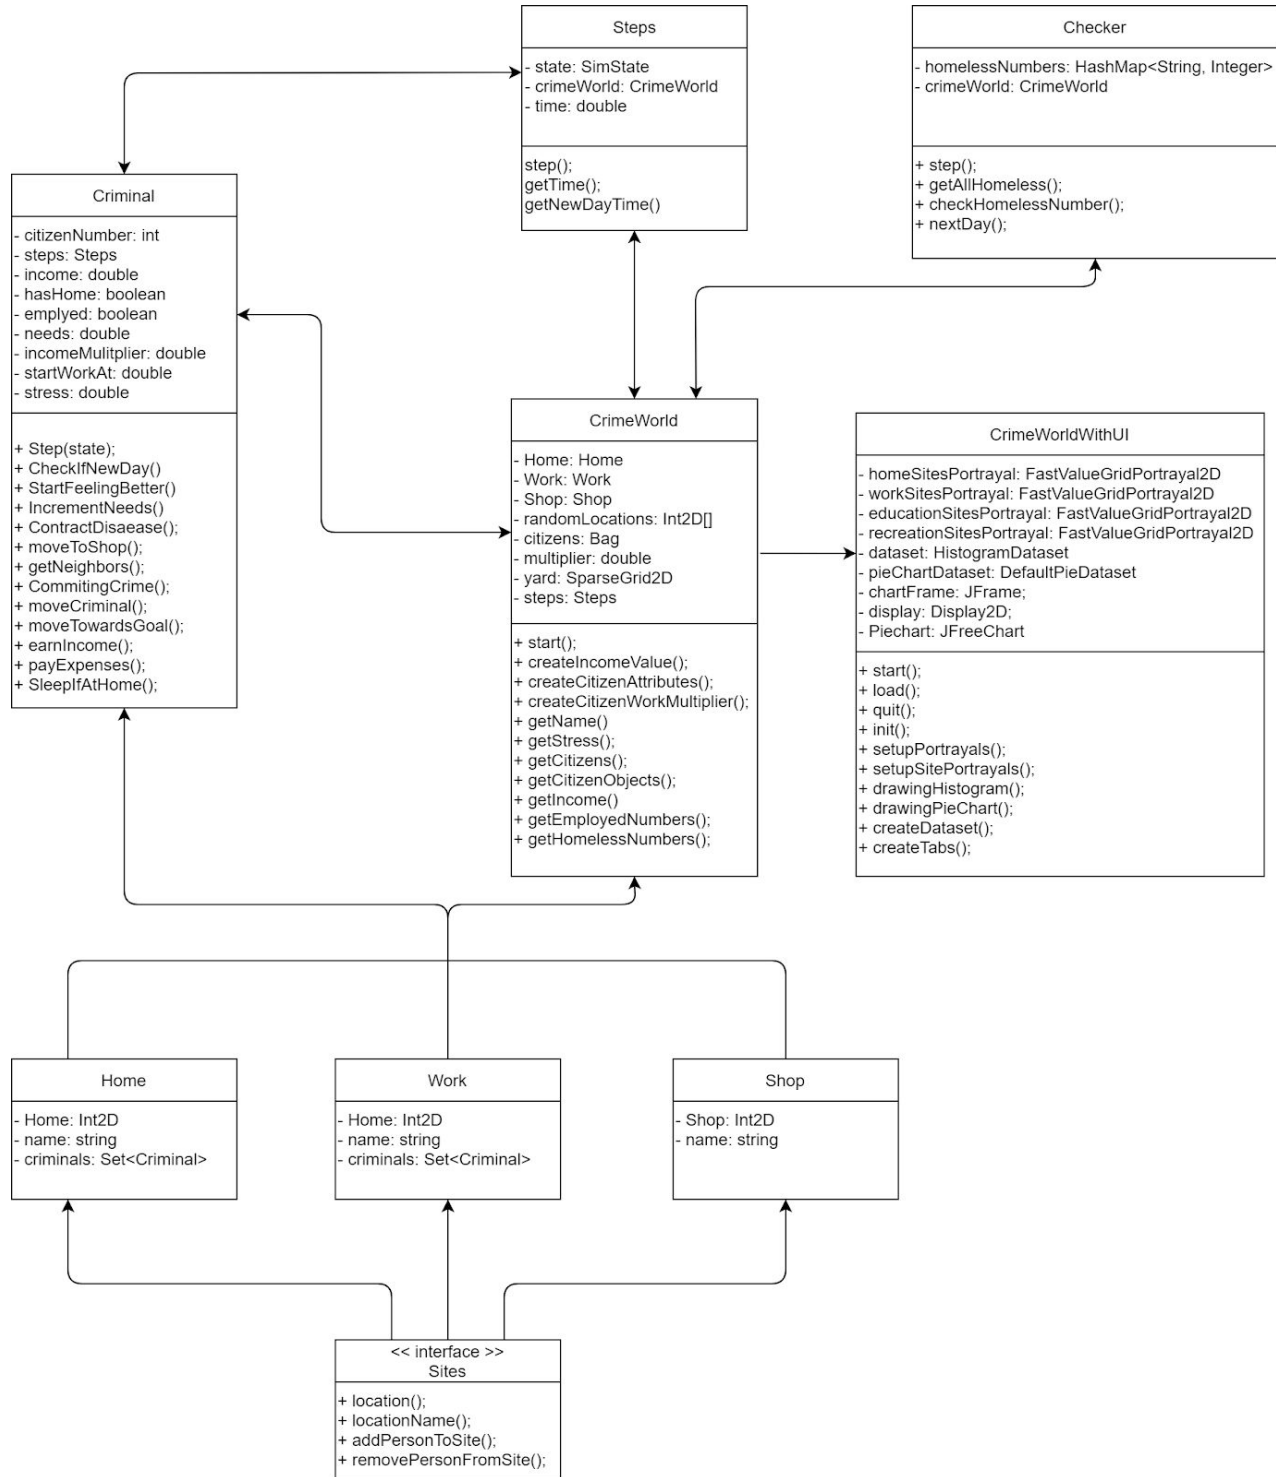 Steps
- state: SimState
- crimeWorld: CrimeWorld
- time: double
step();
getTime();
getNewDayTime()
Checker
- homelessNumbers: HashMap<String, Integer>
- crimeWorld: CrimeWorld
+ step();
+ getAllHomeless();
+ checkHomelessNumber();
+ nextDay();
Criminal
- citizenNumber: int
- steps: Steps
- income: double
- hasHome: boolean
- emplyed: boolean
- needs: double
- incomeMulitplier: double
- startWorkAt: double
- stress: double
+ Step(state);
+ CheckIfNewDay()
+ StartFeelingBetter()
+ IncrementNeeds()
+ ContractDisaease();
+ moveToShop();
+ getNeighbors();
+ CommitingCrime();
+ moveCriminal();
+ moveTowardsGoal();
+ earnIncome();
+ payExpenses();
+ SleepIfAtHome();
CrimeWorld
- Home: Home
- Work: Work
- Shop: Shop
- randomLocations: Int2D[]
- citizens: Bag
- multiplier: double
- yard: SparseGrid2D
- steps: Steps
+ start();
+ createIncomeValue();
+ createCitizenAttributes();
+ createCitizenWorkMultiplier();
+ getName()
+ getStress();
+ getCitizens();
+ getCitizenObjects();
+ getIncome()
+ getEmployedNumbers();
+ getHomelessNumbers();
CrimeWorldWithUI
- homeSitesPortrayal: FastValueGridPortrayal2D
- workSitesPortrayal: FastValueGridPortrayal2D
- educationSitesPortrayal: FastValueGridPortrayal2D
- recreationSitesPortrayal: FastValueGridPortrayal2D
- dataset: HistogramDataset
- pieChartDataset: DefaultPieDataset
- chartFrame: JFrame;
- display: Display2D;
- Piechart: JFreeChart
+ start();
+ load();
+ quit();
+ init();
+ setupPortrayals();
+ setupSitePortrayals();
+ drawingHistogram();
+ drawingPieChart();
+ createDataset();
+ createTabs();
Home
- Home: Int2D
- name: string
- criminals: Set<Criminal>
Work
- Home: Int2D
- name: string
- criminals: Set<Criminal>
Shop
- Shop: Int2D
- name: string
<< interface >>
Sites
+ location();
+ locationName();
+ addPersonToSite();
+ removePersonFromSite();